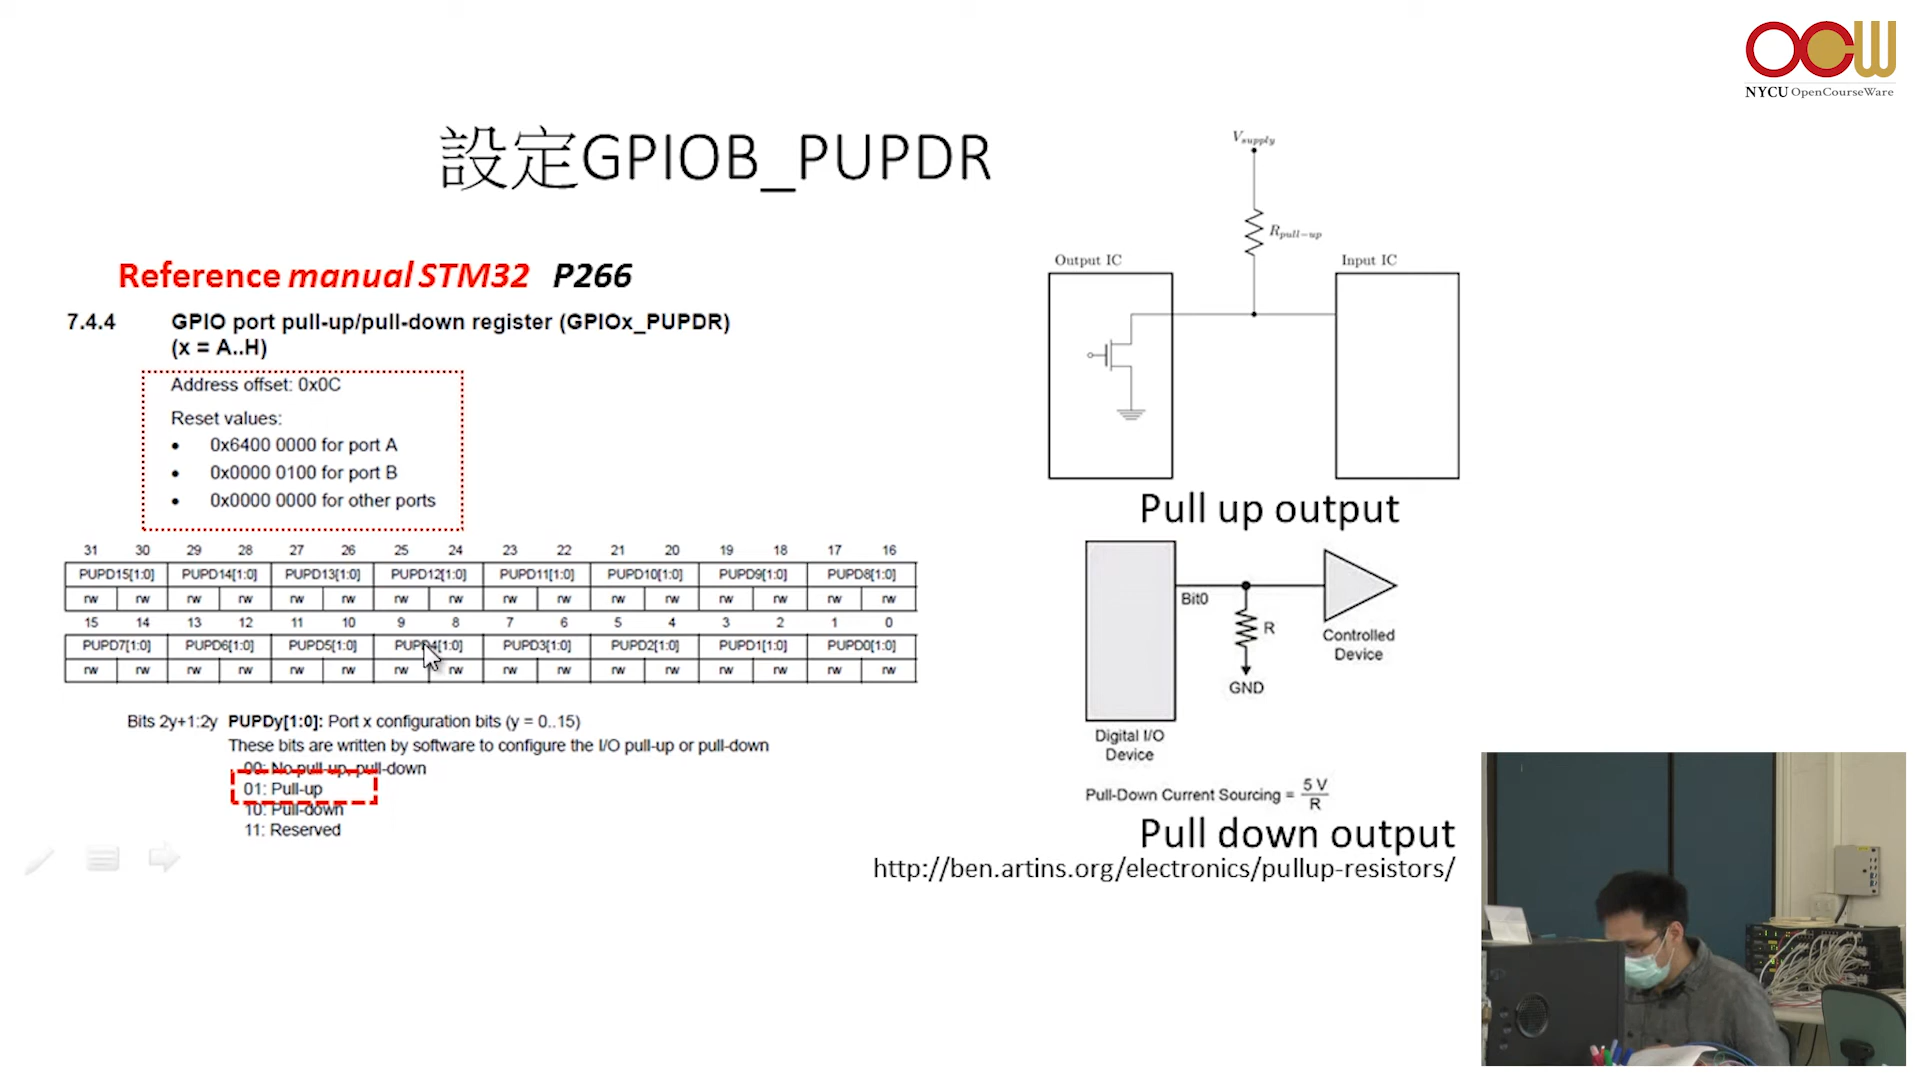 OCW
NYCU OpenCourseWare
設定GPIOB_PUPDR
Reference manual STM32 P266
7.4.4 GPIO port pull-up/pull-down register (GPIOx_PUPDR)
(x = A..H)
Address offset: 0x0C
Reset values:
• 0x6400 0000 for port A
• 0x0000 0100 for port B
• 0x0000 0000 for other ports
31 30 29 28 27 26 25 24 23 22 21 20 19 18 17 16
PUPD15[1:0] PUPD14[1:0] PUPD13[1:0] PUPD12[1:0] PUPD11[1:0] PUPD10[1:0] PUPD9[1:0] PUPD8[1:0]
rw rw rw rw rw rw rw rw rw rw rw rw rw rw rw rw
15 14 13 12 11 10 9 8 7 6 5 4 3 2 1 0
PUPD7[1:0] PUPD6[1:0] PUPD5[1:0] PUPD4[1:0] PUPD3[1:0] PUPD2[1:0] PUPD1[1:0] PUPD0[1:0]
rw rw rw rw rw rw rw rw rw rw rw rw rw rw rw rw
Bits 2y+1:2y PUPDy[1:0]: Port x configuration bits (y = 0..15)
These bits are written by software to configure the I/O pull-up or pull-down
00: No pull-up, pull-down
01: Pull-up
10: Pull-down
11: Reserved
Vsupply
Rpull-up
Output IC
Input IC
Pull up output
Bit0
R
GND
Controlled
Device
Digital I/O
Device
Pull-Down Current Sourcing = 5 V
R
Pull down output
http://ben.artins.org/electronics/pullup-resistors/